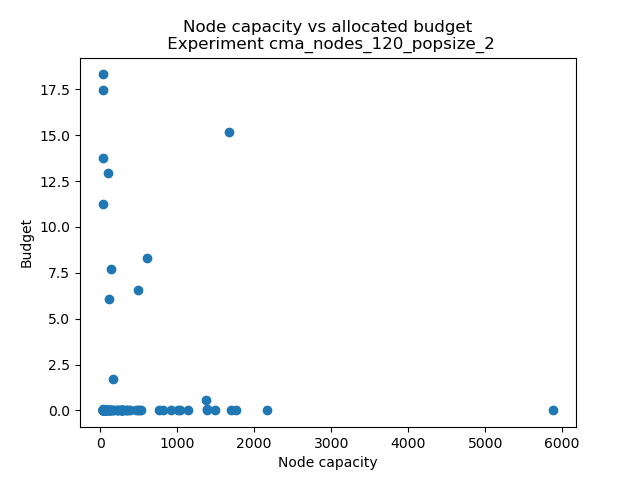 Node capacity vs allocated budget
Experiment cma_nodes_120_popsize_2
Budget
17.5
15.0
12.5
10.0
7.5
5.0
2.5
0.0
0 1000 2000 3000 4000 5000 6000
Node capacity